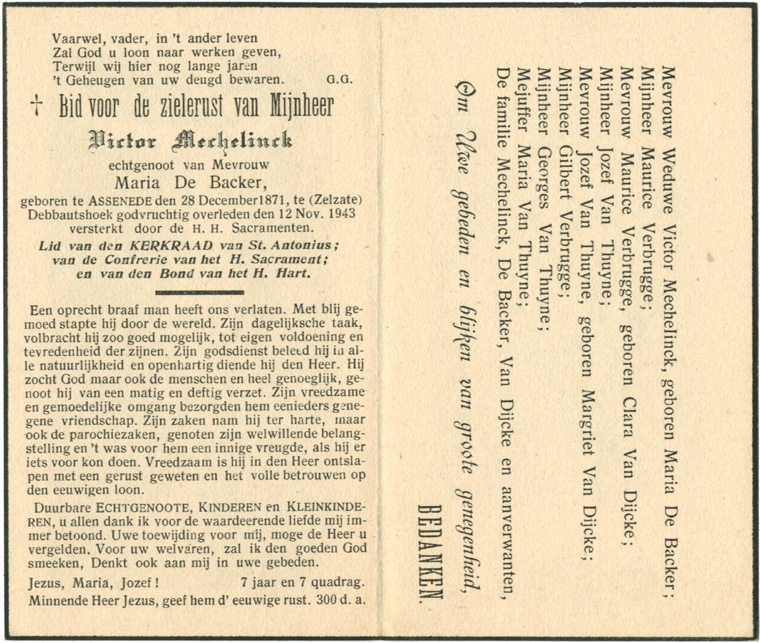 Vaarwel, vader, in 't ander leven
Zal God u loon naar werken geven,
Terwijl wij hier nog lange jaren
't Geheugen van uw deugd bewaren. G.G.
† Bid voor de zielerust van Mijnheer
Victor Mechelinck
echtgenoot van Mevrouw
Maria De Backer,
geboren te ASSENEDE den 28 December 1871, te (Zelzate)
Debbautshoek godvruchtig overleden den 12 Nov. 1943
versterkt door de H. H. Sacramenten.
Lid van den KERKRAAD van St. Antonius;
van de Confrerie van het H. Sacrament;
en van den Bond van het H. Hart.
Een oprecht braaf man heeft ons verlaten. Met blij ge-
moed stapte hij door de wereld. Zijn dagelijksche taak,
volbracht hij zoo goed mogelijk, tot eigen voldoening en
tevredenheid der zijnen. Zijn godsdienst beleed hij in al-
le natuurlijkheid en openhartig diende hij den Heer. Hij
zocht God maar ook de menschen en heel genoeglijk, ge-
noot hij van een matig en deftig verzet. Zijn vreedzame
en gemoedelijke omgang bezorgden hem eenieders gene-
gene vriendschap. Zijn zaken nam hij ter harte, maar
ook de parochiezaken, genoten zijn welwillende belang-
stelling en 't was voor hem een innige vreugde, als hij er
iets voor kon doen. Vreedzaam is hij in den Heer ontsla-
pen met een gerust geweten en het volle betrouwen op
den eeuwigen loon.
Duurbare ECHTGENOOTE, KINDEREN en KLEINKINDE-
REN, u allen dank ik voor de waardeerende liefde mij im-
mer betoond. Uwe toewijding voor mij, moge de Heer u
vergelden, Voor uw welvaren, zal ik den goeden God
smeeken, Denkt ook aan mij in uwe gebeden.
Jezus, Maria, Jozef! 7 jaar en 7 quadrag.
Minnende Heer Jezus, geef hem d' eeuwige rust. 300 d. a.
Mevrouw Weduwe Victor Mechelinck, geboren Maria De Backer;
Mijnheer Maurice Verbrugge;
Mevrouw Maurice Verbrugge, geboren Clara Van Dijcke;
Mijnheer Jozef Van Thuyne;
Mevrouw Jozef Van Thuyne, geboren Margriet Van Dijcke;
Mijnheer Gilbert Verbrugge;
Mijnheer Georges Van Thuyne;
Mejuffer Maria Van Thuyne;
De familie Mechelinck, De Backer, Van Dijcke en aanverwanten,
Om Uwe gebeden en blijken van groote genegenheid,
BEDANKEN.